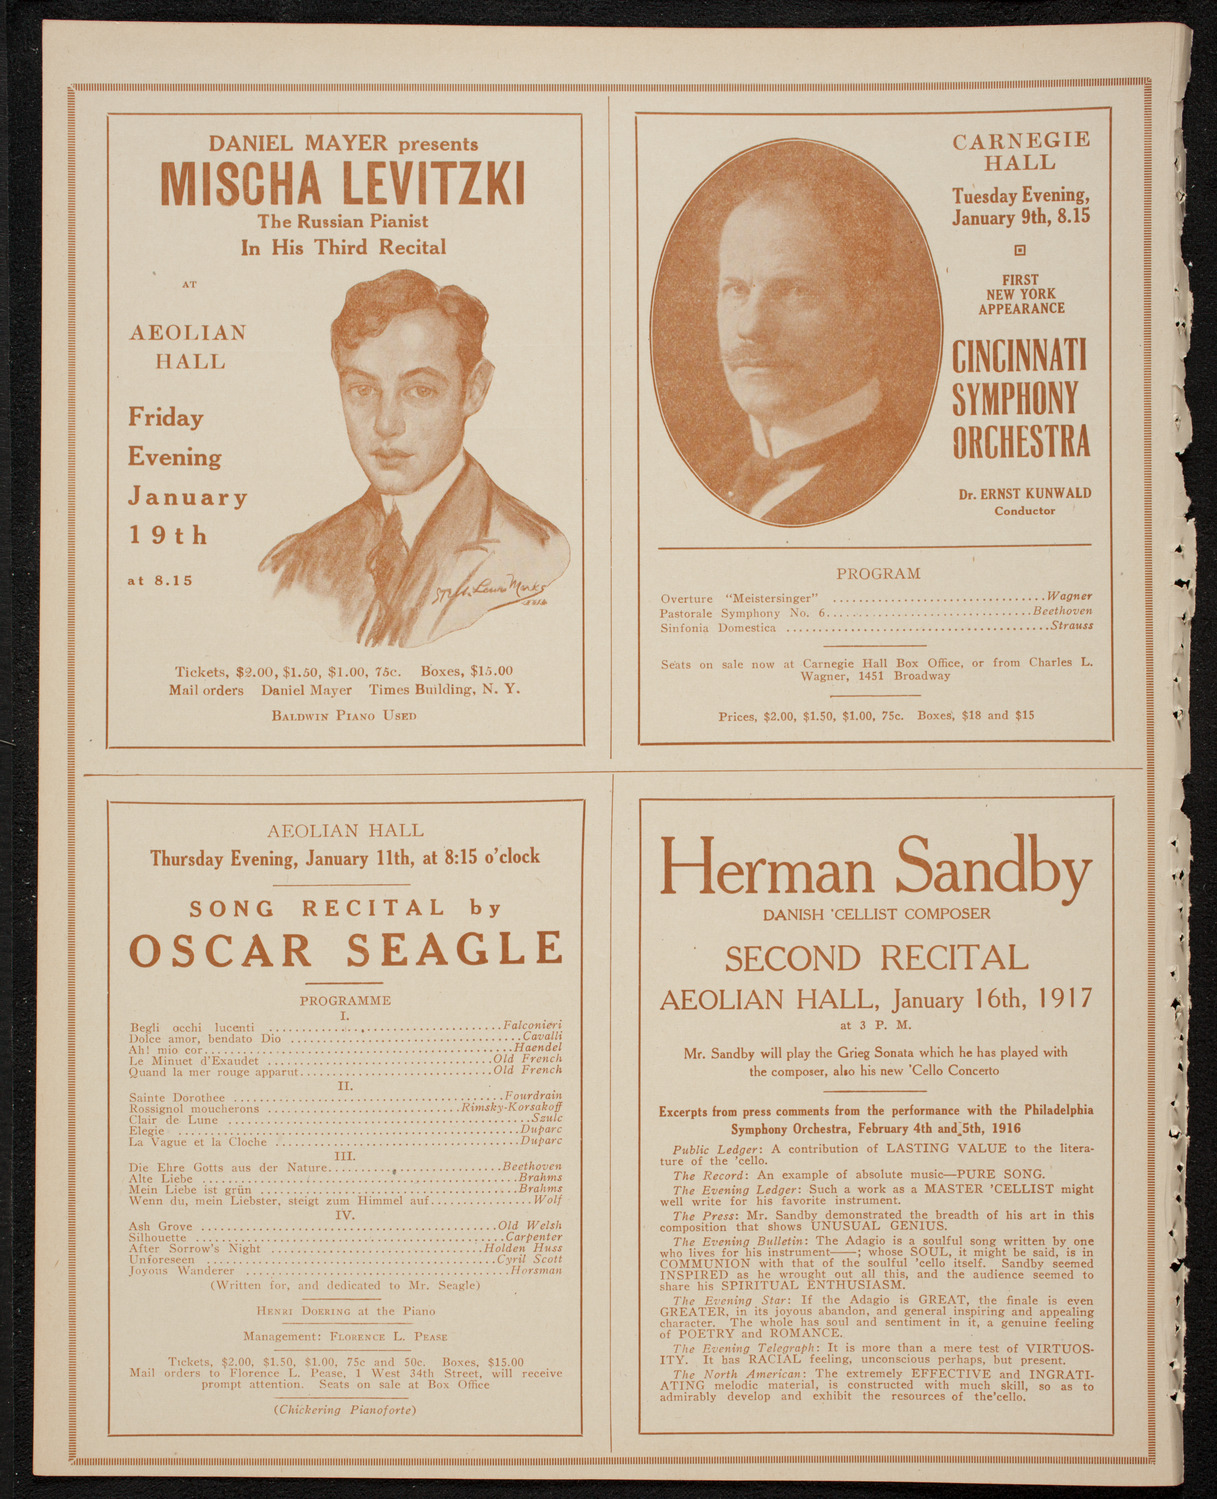 DANIEL MAYER presents
MISCHA LEVITZKI
The Russian Pianist
In His Third Recital
AT
AEOLIAN
HALL
Friday
Evening
January
19th
at 8.15
Tickets, $2.00, $1.50, $1.00, 75c. Boxes, $15.00
Mail orders Daniel Mayer Times Building, N. Y.
BALDWIN PIANO USED
CARNEGIE
HALL
Tuesday Evening,
January 9th, 8.15
FIRST
NEW YORK
APPEARANCE
CINCINNATI
SYMPHONY
ORCHESTRA
Dr. ERNST KUNWALD
Conductor
PROGRAM
Overture "Meistersinger" ................................ Wagner
Pastorale Symphony No. 6............................... Beethoven
Sinfonia Domestica ....................................... Strauss
Seats on sale now at Carnegie Hall Box Office, or from Charles L.
Wagner, 1451 Broadway
Prices, $2.00, $1.50, $1.00, 75c. Boxes, $18 and $15
AEOLIAN HALL
Thursday Evening, January 11th, at 8:15 o'clock
SONG RECITAL by
OSCAR SEAGLE
PROGRAMME
I.
Begli occhi lucenti ................................. Falconieri
Dolce amor, bendato Dio ................................. Cavalli
Ah! mio cor............................................. Haendel
Le Minuet d'Exaudet ................................. Old French
Quand la mer rouge apparut........................... Old French
II.
Sainte Dorothee ....................................... Fourdrain
Rossignol moucherons ............................ Rimsky-Korsakoff
Clair de Lune ............................................. Szulc
Elegie ................................................... Duparc
La Vague et la Cloche .................................. Duparc
III.
Die Ehre Gotts aus der Nature......................... Beethoven
Alte Liebe .............................................. Brahms
Mein Liebe ist grün ..................................... Brahms
Wenn du, mein Liebster, steigt zum Himmel auf............... Wolf
IV.
Ash Grove ............................................ Old Welsh
Silhouette ............................................ Carpenter
After Sorrow's Night .............................. Holden Huss
Unforeseen .......................................... Cyril Scott
Joyous Wanderer ....................................... Horsman
(Written for, and dedicated to Mr. Seagle)
HENRI DOERING at the Piano
Management: FLORENCE L. PEASE
Tickets, $2.00, $1.50, $1.00, 75c and 50c. Boxes, $15.00
Mail orders to Florence L. Pease, 1 West 34th Street, will receive
prompt attention. Seats on sale at Box Office
(Chickering Pianoforte)
Herman Sandby
DANISH 'CELLIST COMPOSER
SECOND RECITAL
AEOLIAN HALL, January 16th, 1917
at 3 P. M.
Mr. Sandby will play the Grieg Sonata which he has played with
the composer, also his new 'Cello Concerto
Excerpts from press comments from the performance with the Philadelphia
Symphony Orchestra, February 4th and 5th, 1916
Public Ledger: A contribution of LASTING VALUE to the litera-
ture of the 'cello.
The Record: An example of absolute music—PURE SONG.
The Evening Ledger: Such a work as a MASTER 'CELLIST might
well write for his favorite instrument.
The Press: Mr. Sandby demonstrated the breadth of his art in this
composition that shows UNUSUAL GENIUS.
The Evening Bulletin: The Adagio is a soulful song written by one
who lives for his instrument——; whose SOUL, it might be said, is in
COMMUNION with that of the soulful 'cello itself. Sandby seemed
INSPIRED as he wrought out all this, and the audience seemed to
share his SPIRITUAL ENTHUSIASM.
The Evening Star: If the Adagio is GREAT, the finale is even
GREATER, in its joyous abandon, and general inspiring and appealing
character. The whole has soul and sentiment in it, a genuine feeling
of POETRY and ROMANCE.
The Evening Telegraph: It is more than a mere test of VIRTUOS-
ITY. It has RACIAL feeling, unconscious perhaps, but present.
The North American: The extremely EFFECTIVE and INGRATI-
ATING melodic material, is constructed with much skill, so as to
admirably develop and exhibit the resources of the'cello.